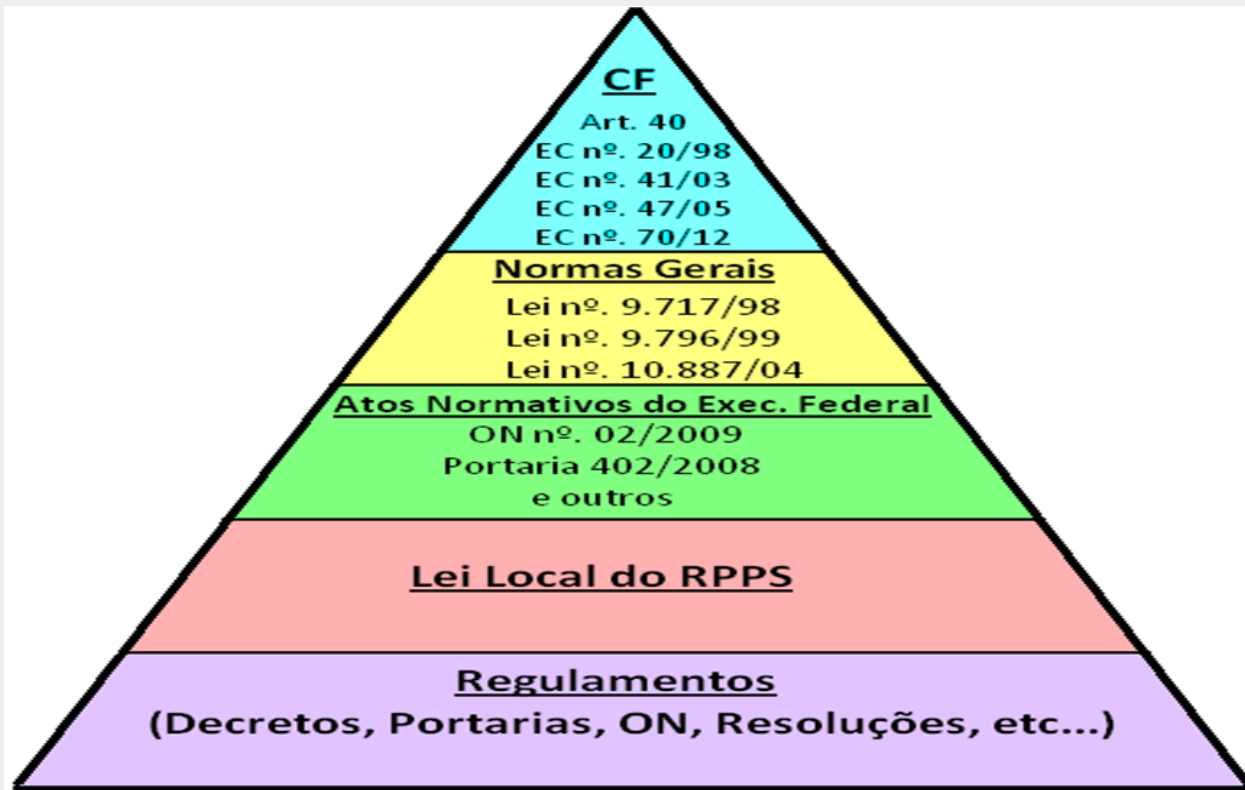 CF
Art. 40
EC nº. 20/98
EC nº. 41/03
EC nº. 47/05
EC nº. 70/12
Normas Gerais
Lei nº. 9.717/98
Lei nº. 9.796/99
Lei nº. 10.887/04
Atos Normativos do Exec. Federal
ON nº. 02/2009
Portaria 402/2008
e outros
Lei Local do RPPS
Regulamentos
(Decretos, Portarias, ON, Resoluções, etc...)